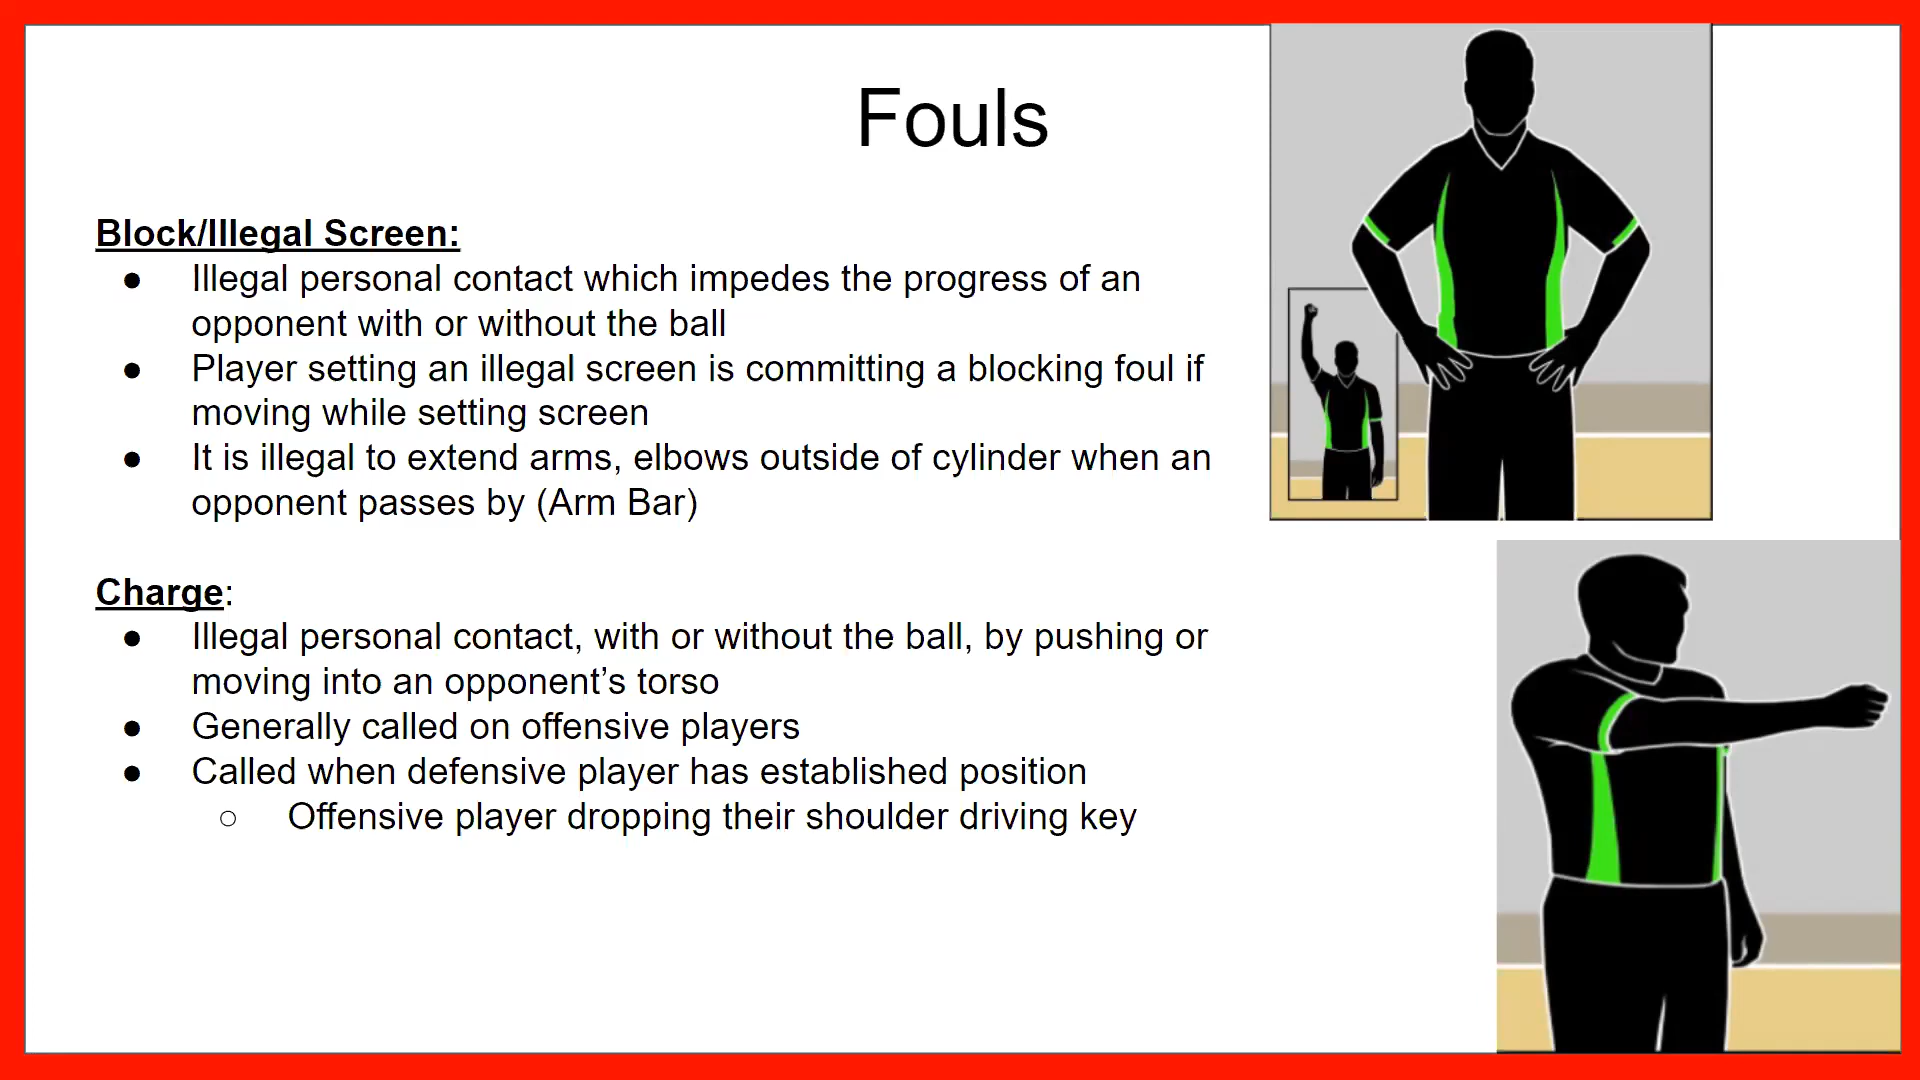 Fouls
Block/Illegal Screen:
● Illegal personal contact which impedes the progress of an
opponent with or without the ball
● Player setting an illegal screen is committing a blocking foul if
moving while setting screen
● It is illegal to extend arms, elbows outside of cylinder when an
opponent passes by (Arm Bar)
Charge:
● Illegal personal contact, with or without the ball, by pushing or
moving into an opponent’s torso
● Generally called on offensive players
● Called when defensive player has established position
○ Offensive player dropping their shoulder driving key